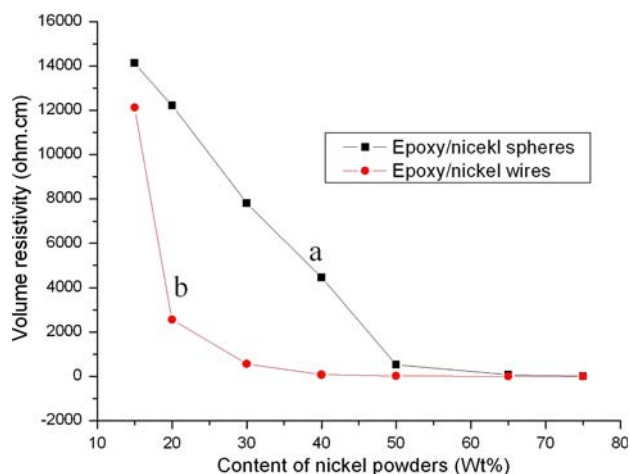 16000
14000
12000
10000
8000
6000
4000
2000
0
-2000
Volume resistivity (ohm.cm)
Epoxy/nicekl spheres
Epoxy/nickel wires
a
b
10 20 30 40 50 60 70 80
Content of nickel powders (Wt%)